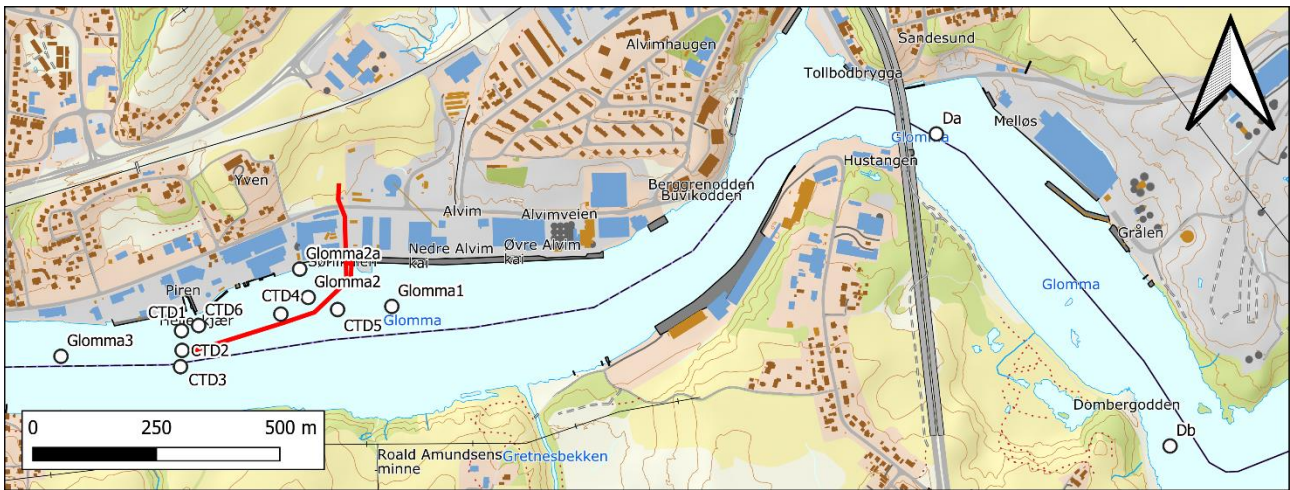 Sandesund
Alvimhaugen
Tollbodbrygga
Da
Glomma
Melløs
Hustangen
Yven
Berggrenodden
Buvikodden
Alvim
Alvimveien
Grålen
Nedre Alvim
kai
Øvre Alvim
kai
Glomma2a
Glomma2
Glomma1
Glomma
Glomma
Piren
CTD4
CTD1
CTD6
CTD5
Glomma3
CTD2
CTD3
Dombergodden
Db
0 250 500 m
Roald Amundsens
-minne
Gretnesbekken